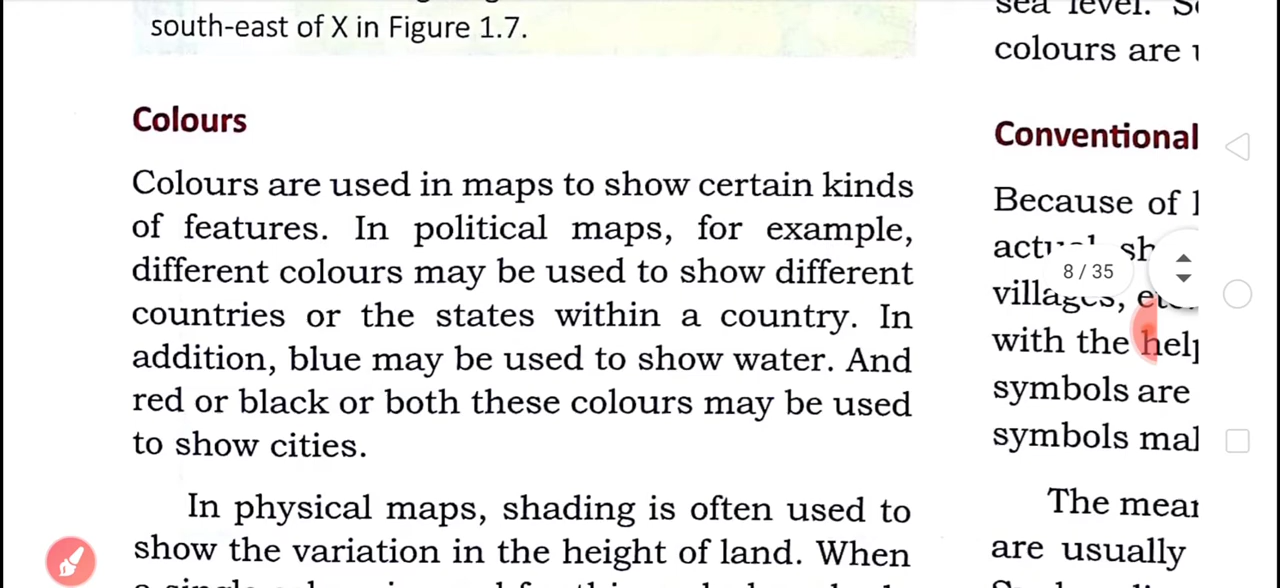 south-east of X in Figure 1.7.
Colours
Colours are used in maps to show certain kinds
of features. In political maps, for example,
different colours may be used to show different
countries or the states within a country. In
addition, blue may be used to show water. And
red or black or both these colours may be used
to show cities.
In physical maps, shading is often used to
show the variation in the height of land. When
sea level.
colours are
Conventional
Because of
villages,
with the
symbols are
symbols
The
are usually
8 / 35